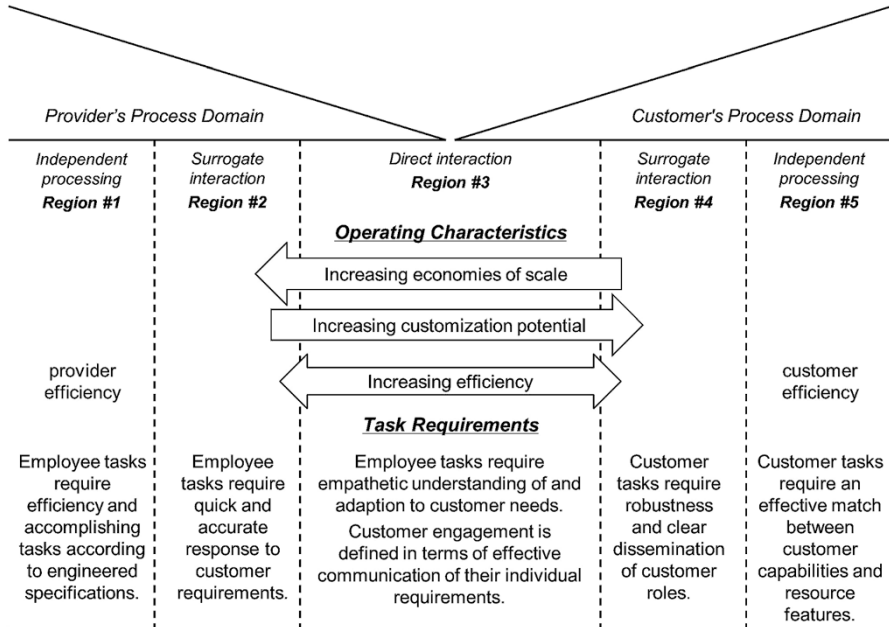 Provider's Process Domain
Customer's Process Domain
Independent
processing
Region #1
Surrogate
interaction
Region #2
Direct interaction
Region #3
Surrogate
interaction
Region #4
Independent
processing
Region #5
Operating Characteristics
Increasing economies of scale
Increasing customization potential
provider
efficiency
Increasing efficiency
customer
efficiency
Task Requirements
Employee tasks
require
efficiency and
accomplishing
tasks according
to engineered
specifications.
Employee
tasks require
quick and
accurate
response to
customer
requirements.
Employee tasks require
empathetic understanding of and
adaption to customer needs.
Customer engagement is
defined in terms of effective
communication of their individual
requirements.
Customer
tasks require
robustness
and clear
dissemination
of customer
roles.
Customer tasks
require an
effective match
between
customer
capabilities and
resource
features.